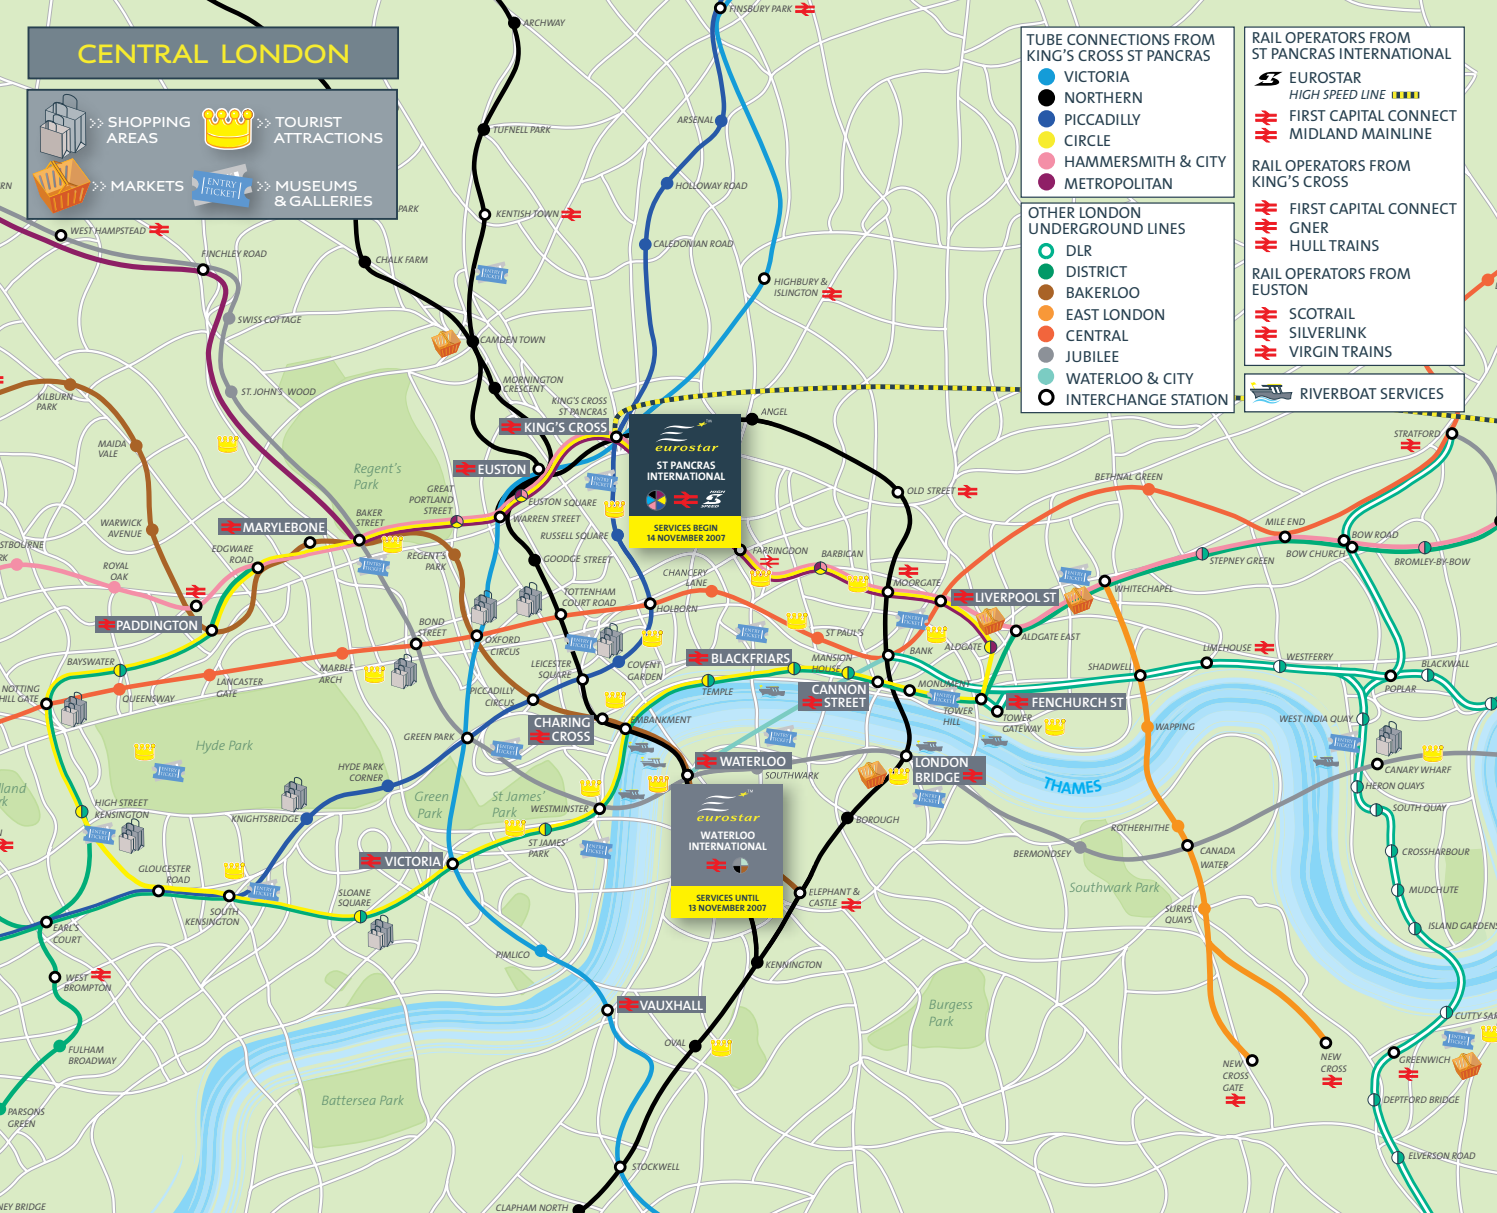 CENTRAL LONDON
SHOPPING
AREAS
TOURIST
ATTRACTIONS
MARKETS
ENTRY
TICKET
MUSEUMS
& GALLERIES
TUBE CONNECTIONS FROM
KING'S CROSS ST PANCRAS
VICTORIA
NORTHERN
PICCADILLY
CIRCLE
HAMMERSMITH & CITY
METROPOLITAN
OTHER LONDON
UNDERGROUND LINES
DLR
DISTRICT
BAKERLOO
EAST LONDON
CENTRAL
JUBILEE
WATERLOO & CITY
INTERCHANGE STATION
RAIL OPERATORS FROM
ST PANCRAS INTERNATIONAL
EUROSTAR
HIGH SPEED LINE
FIRST CAPITAL CONNECT
MIDLAND MAINLINE
RAIL OPERATORS FROM
KING'S CROSS
FIRST CAPITAL CONNECT
GNER
HULL TRAINS
RAIL OPERATORS FROM
EUSTON
SCOTRAIL
SILVERLINK
VIRGIN TRAINS
RIVERBOAT SERVICES
FINSBURY PARK
ARCHWAY
ARSENAL
TUFNELL PARK
HOLLOWAY ROAD
PARK
KENTISH TOWN
WEST HAMPSTEAD
CALEDONIAN ROAD
FINCHLEY ROAD
CHALK FARM
HIGHBURY &
ISLINGTON
SWISS COTTAGE
CAMDEN TOWN
MORNINGTON
CRESCENT
ST. JOHN'S WOOD
KILBURN
PARK
KING'S CROSS
ST PANCRAS
KING'S CROSS
ANGEL
eurostar
ST PANCRAS
INTERNATIONAL
HIGH
SPEED
SERVICES BEGIN
14 NOVEMBER 2007
STRATFORD
MAIDA
VALE
Regent's
Park
EUSTON
BETHNAL GREEN
GREAT
PORTLAND
STREET
EUSTON SQUARE
OLD STREET
WARREN STREET
BAKER
STREET
MARYLEBONE
WARWICK
AVENUE
RUSSELL SQUARE
MILE END
BOW ROAD
BOW CHURCH
BROMLEY-BY-BOW
STEPNEY GREEN
EDGWARE
ROAD
REGENT'S
PARK
GOODGE STREET
FARRINGDON
BARBICAN
ROYAL
OAK
CHANCERY
LANE
MOORGATE
LIVERPOOL ST
WHITECHAPEL
TOTTENHAM
COURT ROAD
HOLBORN
PADDINGTON
BOND
STREET
OXFORD
CIRCUS
ST PAUL'S
ALDGATE EAST
ALDGATE
BAYSWATER
MARBLE
ARCH
LEICESTER
SQUARE
COVENT
GARDEN
BLACKFRIARS
MANSION
HOUSE
BANK
SHADWELL
LIMEHOUSE
WESTFERRY
BLACKWALL
POPLAR
NOTTING
HILL GATE
QUEENSWAY
LANCASTER
GATE
PICCADILLY
CIRCUS
TEMPLE
CANNON
STREET
MONUMENT
TOWER
HILL
FENCHURCH ST
TOWER
GATEWAY
WAPPING
WEST INDIA QUAY
CHARING
CROSS
EMBANKMENT
GREEN PARK
Hyde Park
HYDE PARK
CORNER
WATERLOO
SOUTHWARK
LONDON
BRIDGE
THAMES
CANARY WHARF
HERON QUAYS
SOUTH QUAY
Green
Park
St James'
Park
WESTMINSTER
HIGH STREET
KENSINGTON
KNIGHTSBRIDGE
eurostar
WATERLOO
INTERNATIONAL
SERVICES UNTIL
13 NOVEMBER 2007
BOROUGH
ROTHERHITHE
BERMONDSEY
CANADA
WATER
CROSSHARBOUR
ST JAMES'
PARK
VICTORIA
GLOUCESTER
ROAD
SLOANE
SQUARE
SOUTH
KENSINGTON
ELEPHANT &
CASTLE
Southwark Park
SURREY
QUAYS
MUDCHUTE
ISLAND GARDENS
EARL'S
COURT
PIMLICO
KENNINGTON
WEST
BROMPTON
VAUXHALL
Burgess
Park
CUTTY SAR
FULHAM
BROADWAY
OVAL
NEW
CROSS
GATE
NEW
CROSS
GREENWICH
Battersea Park
PARSONS
GREEN
DEPTFORD BRIDGE
ELVERSON ROAD
STOCKWELL
CLAPHAM NORTH
NEY BRIDGE